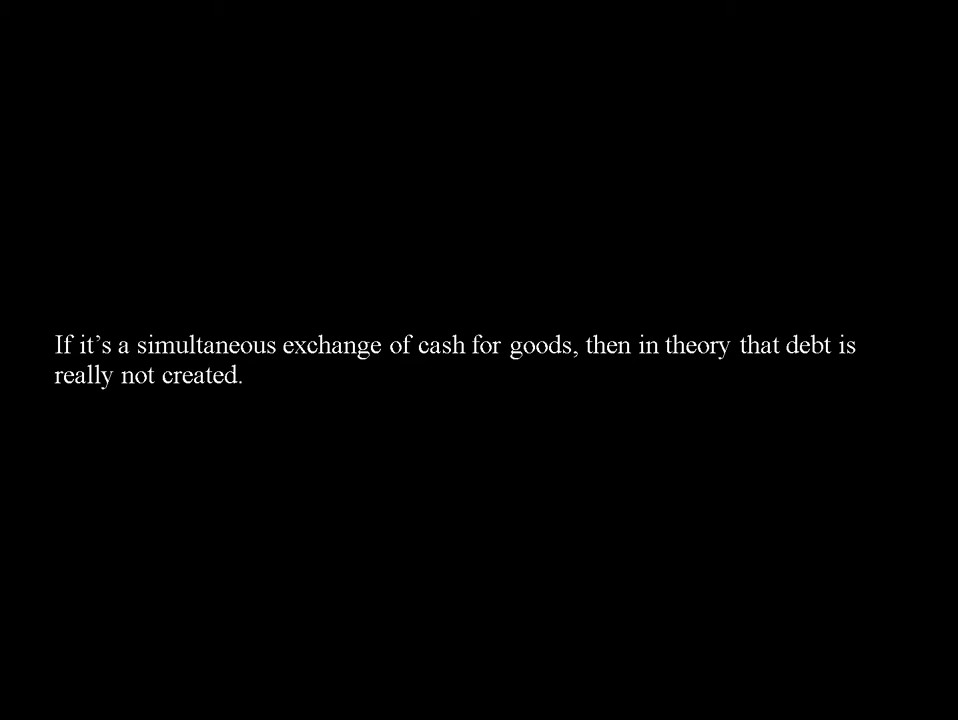 If it’s a simultaneous exchange of cash for goods, then in theory that debt is
really not created.